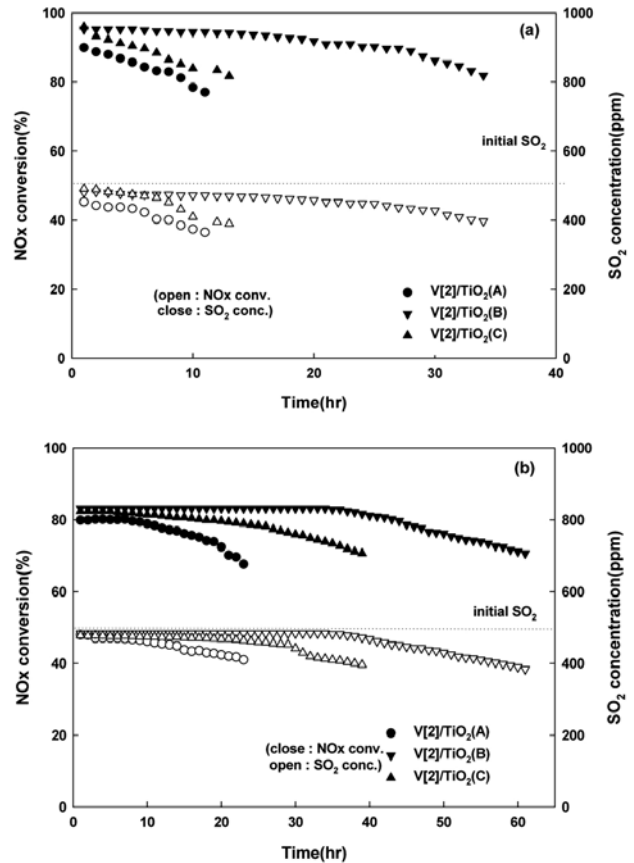 (a)
100
80
60
40
20
0
NOx conversion(%)
1000
800
600
400
200
0
SO₂ concentration(ppm)
initial SO₂
(open : NOx conv.
close : SO₂ conc.)
V[2]/TiO₂(A)
V[2]/TiO₂(B)
V[2]/TiO₂(C)
0 10 20 30 40
Time(hr)
(b)
100
80
60
40
20
0
NOx conversion(%)
1000
800
600
400
200
0
SO₂ concentration(ppm)
initial SO₂
(close : NOx conv.
open : SO₂ conc.)
V[2]/TiO₂(A)
V[2]/TiO₂(B)
V[2]/TiO₂(C)
0 10 20 30 40 50 60
Time(hr)